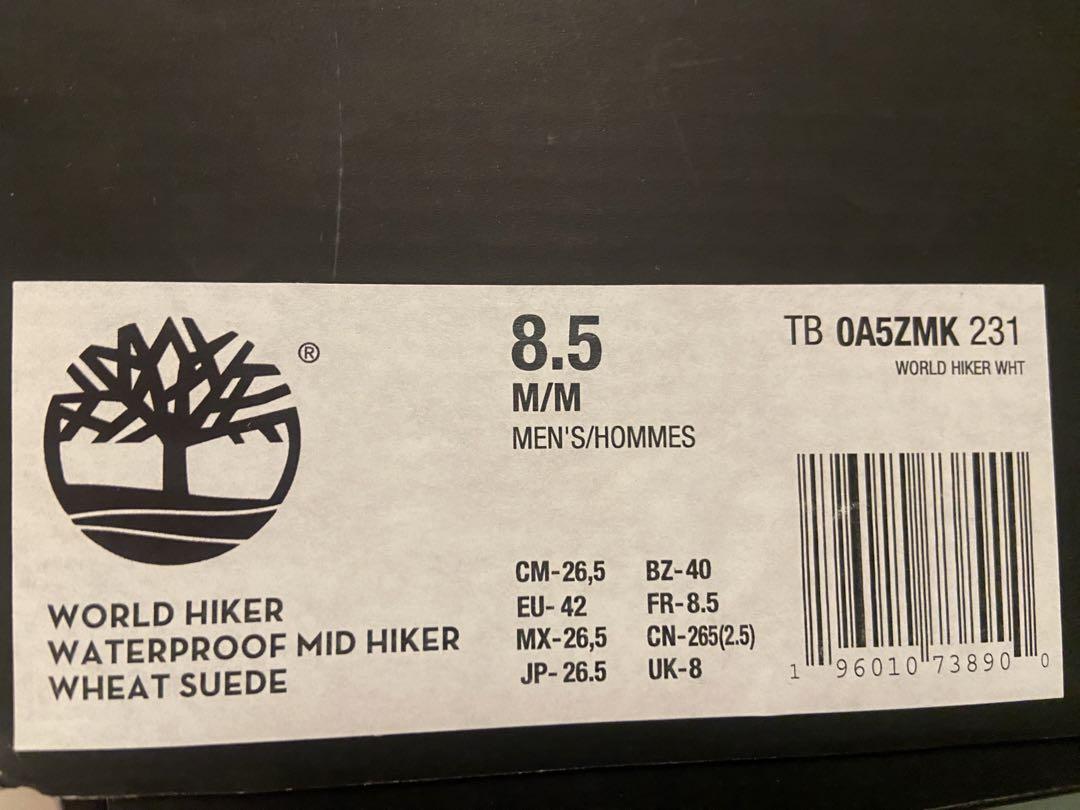 ®
8.5
M/M
MEN'S/HOMMES
TB 0A5ZMK 231
WORLD HIKER WHT
CM-26,5 BZ-40
EU- 42 FR-8.5
MX-26,5 CN-265(2.5)
JP- 26.5 UK-8
WORLD HIKER
WATERPROOF MID HIKER
WHEAT SUEDE
1 96010 73890 0